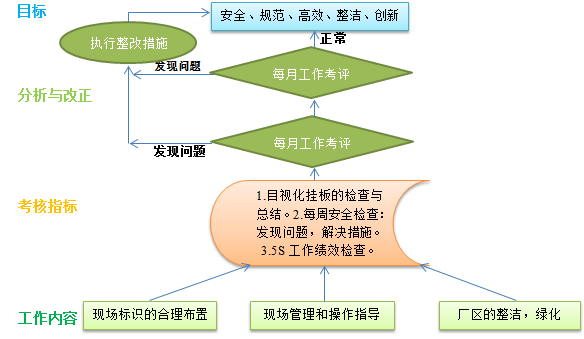 目标
安全、规范、高效、整洁、创新
执行整改措施
正常
发现问题
每月工作考评
分析与改正
每月工作考评
发现问题
考核指标
1.目视化挂板的检查与
总结。2.每周安全检查：
发现问题，解决措施。
3.5S工作绩效检查。
工作内容
现场标识的合理布置
现场管理和操作指导
厂区的整洁，绿化